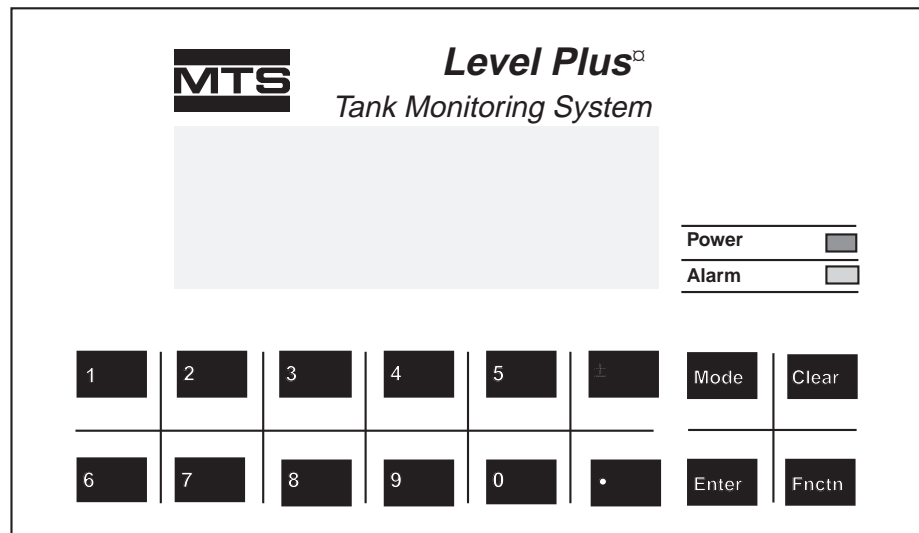 MTS
Level Plus¤
Tank Monitoring System
Power
Alarm
1 2 3 4 5 ± Mode Clear
6 7 8 9 0 • Enter Fnctn